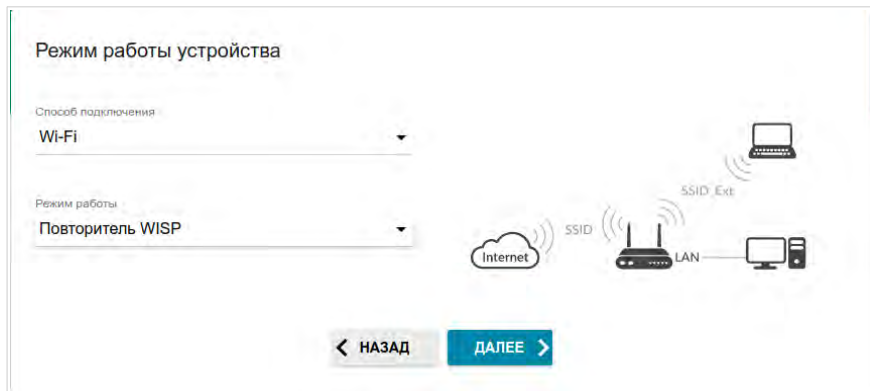 Режим работы устройства
Способ подключения
Wi-Fi
Режим работы
Повторитель WISP
SSID_Ext
SSID
Internet
LAN
НАЗАД
ДАЛЕЕ